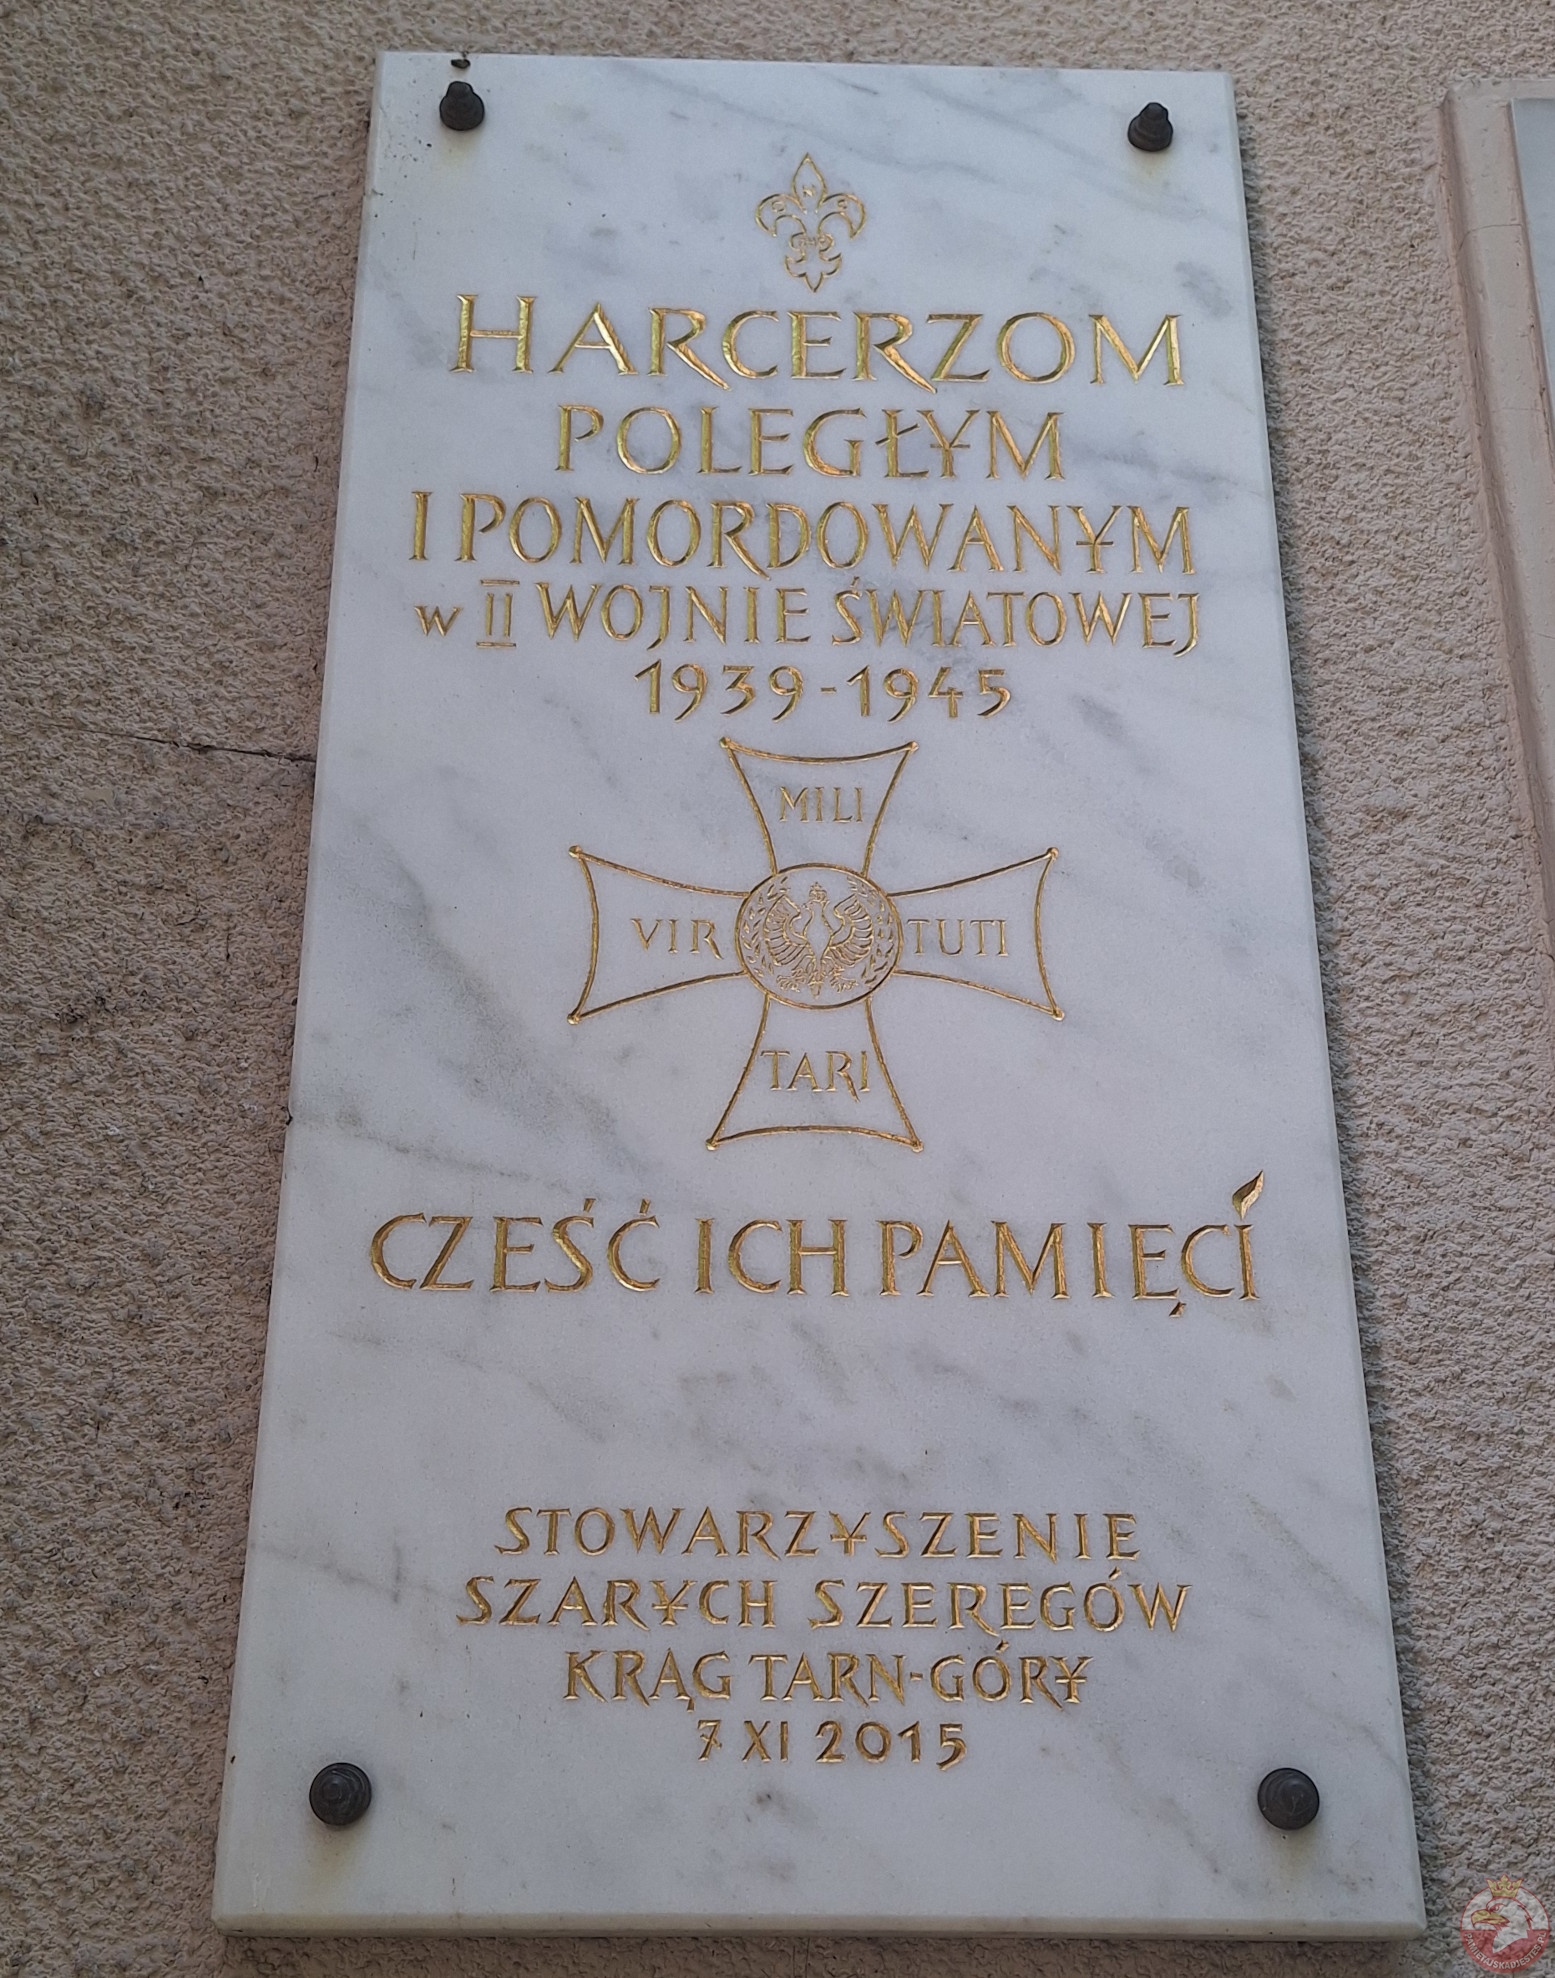 HARCERZOM
POLEGŁYM
I POMORDOWANYM
W II WOJNIE ŚWIATOWEJ
1939-1945
MILI
VIR TUTI
TARI
CZEŚĆ ICH PAMIĘCI
STOWARZYSZENIE
SZARYCH SZEREGÓW
KRĄG TARN-GÓRY
7 XI 2015